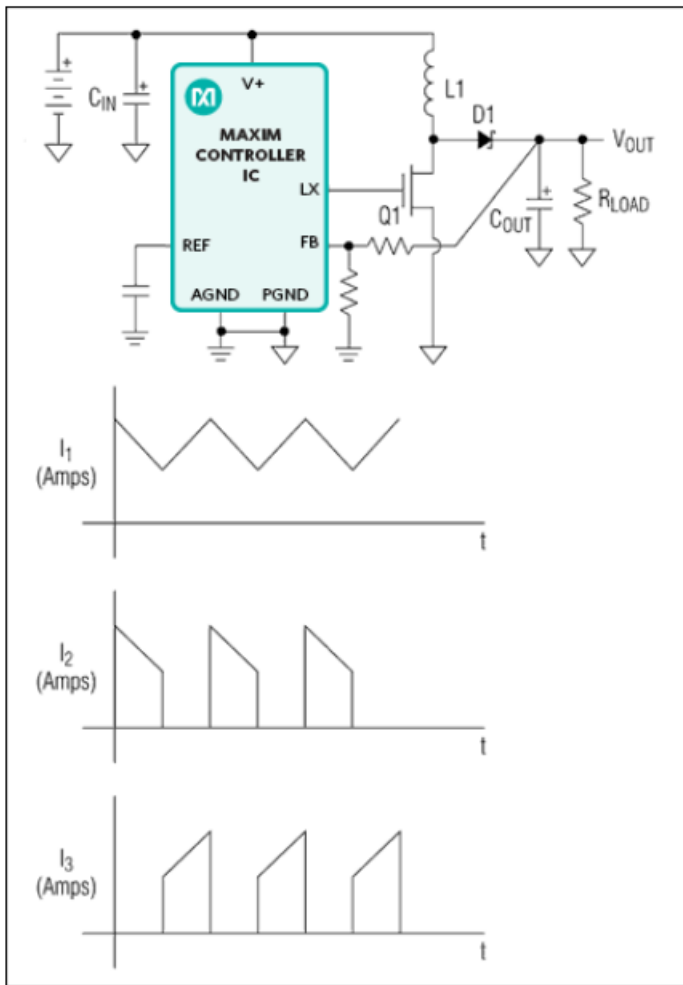 V+
CIN
L1
D1
MAXIM
CONTROLLER
IC
VOUT
LX
Q1
COUT
RLOAD
REF
FB
AGND PGND
I1
(Amps)
t
I2
(Amps)
t
I3
(Amps)
t